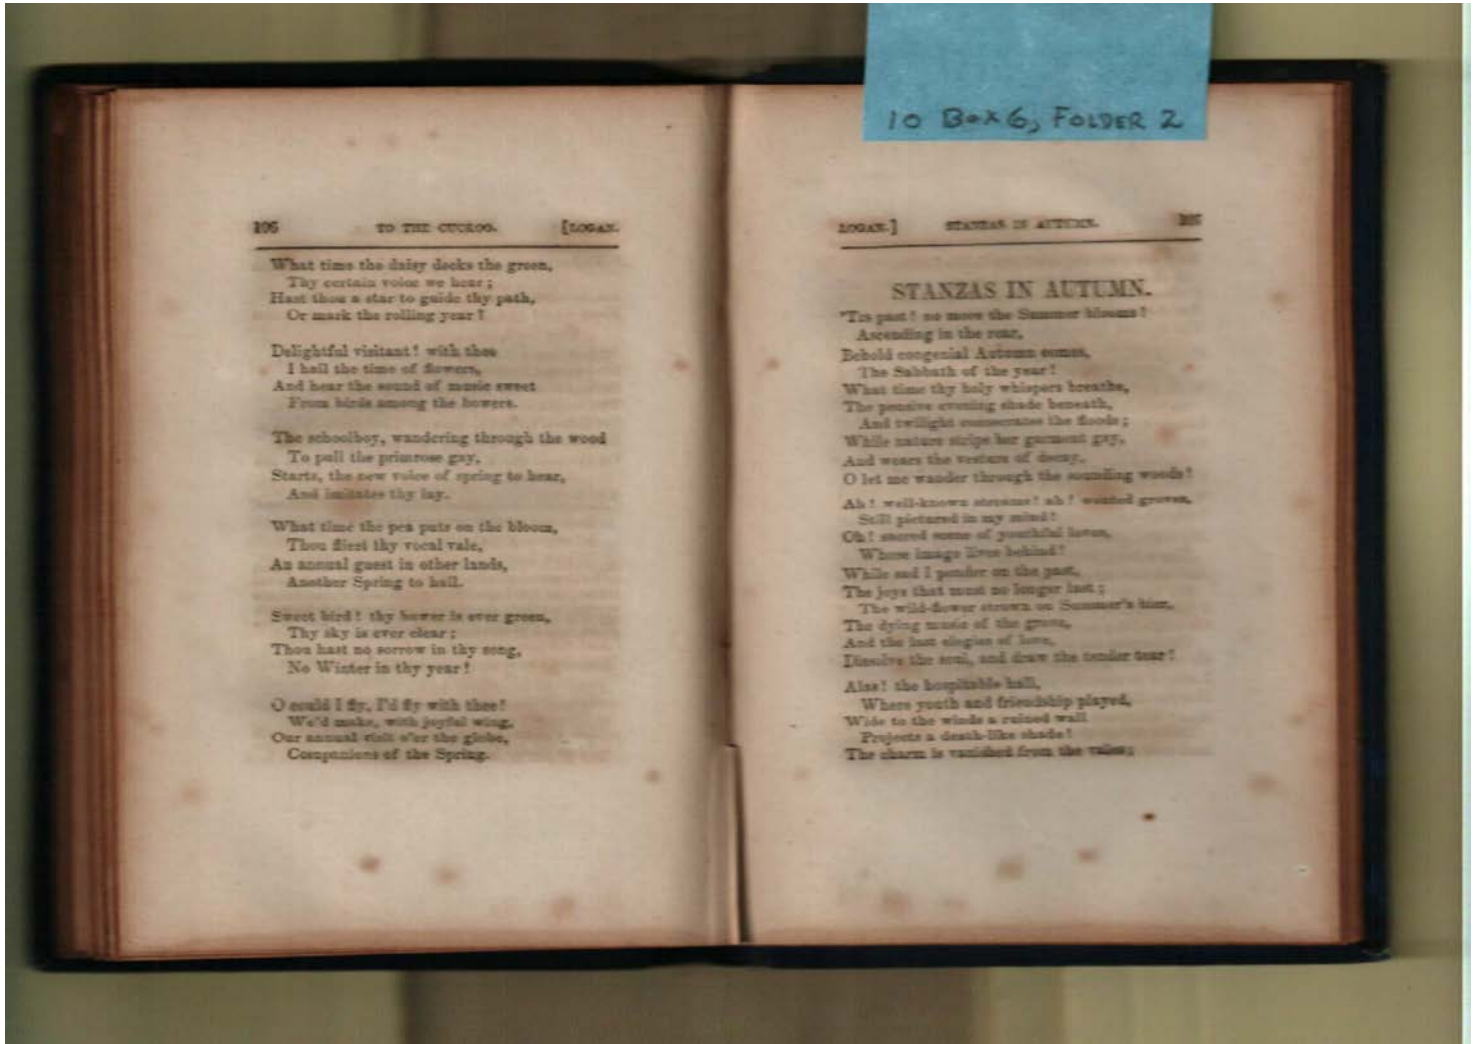 10 Box 6, FOLDER 2
106 TO THE CUCKOO. [LOGAN.
What time the daisy decks the green,
Thy certain voice we hear;
Hast thou a star to guide thy path,
Or mark the rolling year?
Delightful visitant! with thee
I hail the time of flowers,
And hear the sound of music sweet
From birds among the bowers.
The schoolboy, wandering through the wood
To pull the primrose gay,
Starts, the new voice of spring to hear,
And imitates thy lay.
What time the pea puts on the bloom,
Thou fliest thy vocal vale,
An annual guest in other lands,
Another Spring to hail.
Sweet bird! thy bower is ever green,
Thy sky is ever clear;
Thou hast no sorrow in thy song,
No Winter in thy year!
O could I fly, I'd fly with thee!
We'd make, with joyful wing,
Our annual visit o'er the globe,
Companions of the Spring.
LOGAN.] STANZAS IN AUTUMN.
STANZAS IN AUTUMN.
'Tis past! no more the Summer blooms!
Ascending in the rear,
Behold congenial Autumn comes,
The Sabbath of the year!
What time thy holy whispers breathe,
The pensive evening shade beneath,
And twilight consecrates the floods;
While nature strips her garment gay,
And wears the vesture of decay,
O let me wander through the sounding woods!
Ah! well-known streams! ah! wonted groves,
Still pictured in my mind!
Oh! sacred scene of youthful loves,
Whose image lives behind!
While sad I ponder on the past,
The joys that must no longer last;
The wild-flower strown on Summer's bier,
The dying music of the grove,
And the last elegies of love,
Dissolve the soul, and draw the tender tear!
Alas! the hospitable hall,
Where youth and friendship played,
Wide to the winds a ruined wall
Projects a death-like shade!
The charm is vanished from the vales;